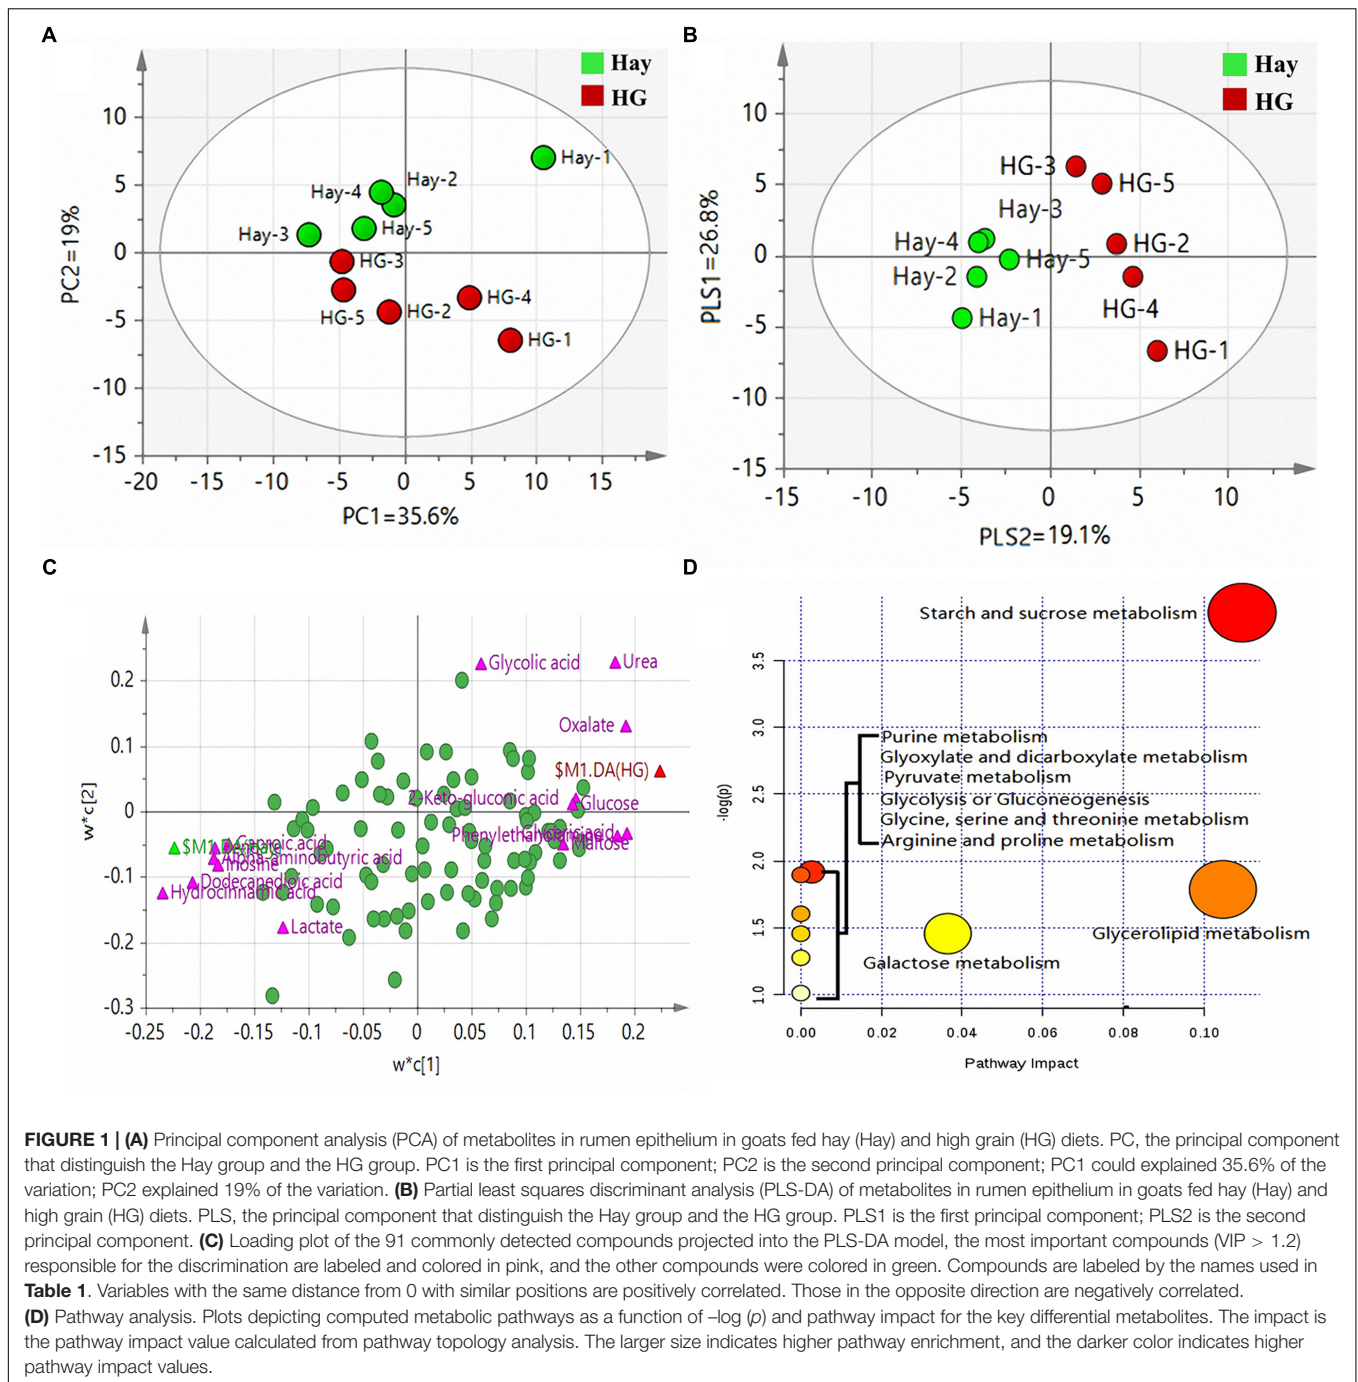 A
Hay
HG
10
5
0
-5
-10
-15
PC2=19%
Hay-1
Hay-2
Hay-4
Hay-5
Hay-3
HG-3
HG-5
HG-2
HG-4
HG-1
-20 -15 -10 -5 0 5 10 15
PC1=35.6%
B
Hay
HG
10
5
0
-5
-10
-15
PLS1=26.8%
HG-3
HG-5
Hay-3
Hay-4
HG-2
Hay-5
Hay-2
HG-4
Hay-1
HG-1
-15 -10 -5 0 5 10
PLS2=19.1%
C
0.2
0.1
0
-0.1
-0.2
-0.3
w*c[2]
Glycolic acid
Urea
Oxalate
$M1.DA(HG)
2-Keto-gluconic acid
Glucose
Phenylethanolamine
Glyceric acid
Maltose
Caproic acid
Alpha-aminobutyric acid
Inosine
Dodecanedioic acid
Hydrocinnamic acid
Lactate
-0.25 -0.2 -0.15 -0.1 -0.05 0 0.05 0.1 0.15 0.2
w*c[1]
D
Starch and sucrose metabolism
3.5
3.0
2.5
2.0
1.5
1.0
-log(p)
Purine metabolism
Glyoxylate and dicarboxylate metabolism
Pyruvate metabolism
Glycolysis or Gluconeogenesis
Glycine, serine and threonine metabolism
Arginine and proline metabolism
Glycerolipid metabolism
Galactose metabolism
0.00 0.02 0.04 0.06 0.08 0.10
Pathway Impact
FIGURE 1 | (A) Principal component analysis (PCA) of metabolites in rumen epithelium in goats fed hay (Hay) and high grain (HG) diets. PC, the principal component
that distinguish the Hay group and the HG group. PC1 is the first principal component; PC2 is the second principal component; PC1 could explained 35.6% of the
variation; PC2 explained 19% of the variation. (B) Partial least squares discriminant analysis (PLS-DA) of metabolites in rumen epithelium in goats fed hay (Hay) and
high grain (HG) diets. PLS, the principal component that distinguish the Hay group and the HG group. PLS1 is the first principal component; PLS2 is the second
principal component. (C) Loading plot of the 91 commonly detected compounds projected into the PLS-DA model, the most important compounds (VIP > 1.2)
responsible for the discrimination are labeled and colored in pink, and the other compounds were colored in green. Compounds are labeled by the names used in
Table 1. Variables with the same distance from 0 with similar positions are positively correlated. Those in the opposite direction are negatively correlated.
(D) Pathway analysis. Plots depicting computed metabolic pathways as a function of –log (p) and pathway impact for the key differential metabolites. The impact is
the pathway impact value calculated from pathway topology analysis. The larger size indicates higher pathway enrichment, and the darker color indicates higher
pathway impact values.